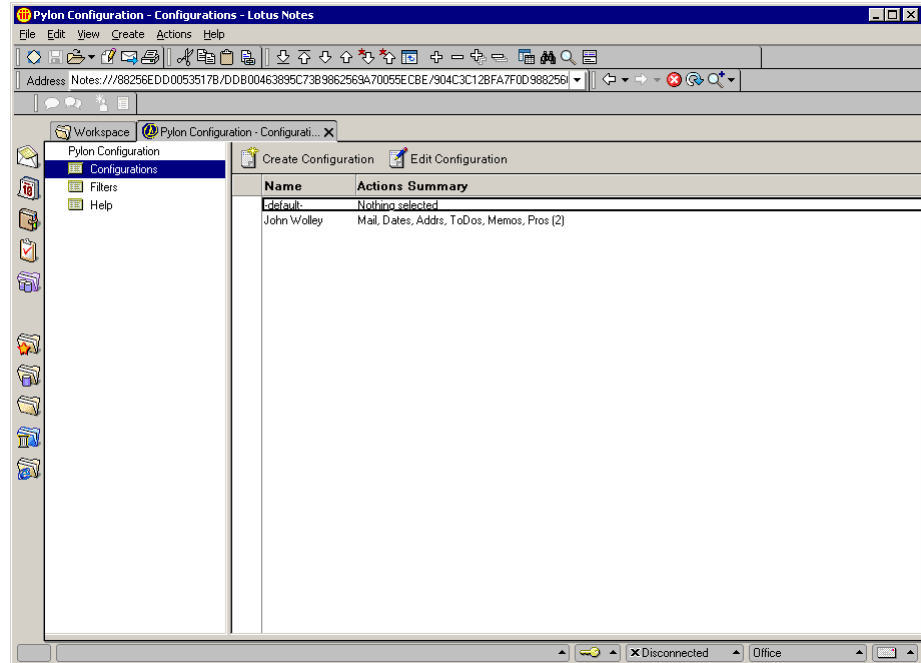 Pylon Configuration - Configurations - Lotus Notes
File Edit View Create Actions Help
Address Notes:///88256EDD0053517B/DDB00463895C73B9862569A70055ECBE/904C3C12BFA7F0D988256
Workspace Pylon Configuration - Configurati...
Pylon Configuration
Configurations
Filters
Help
Create Configuration Edit Configuration
Name Actions Summary
-default- Nothing selected
John Wolley Mail, Dates, Addrs, ToDos, Memos, Pros (2)
Disconnected Office